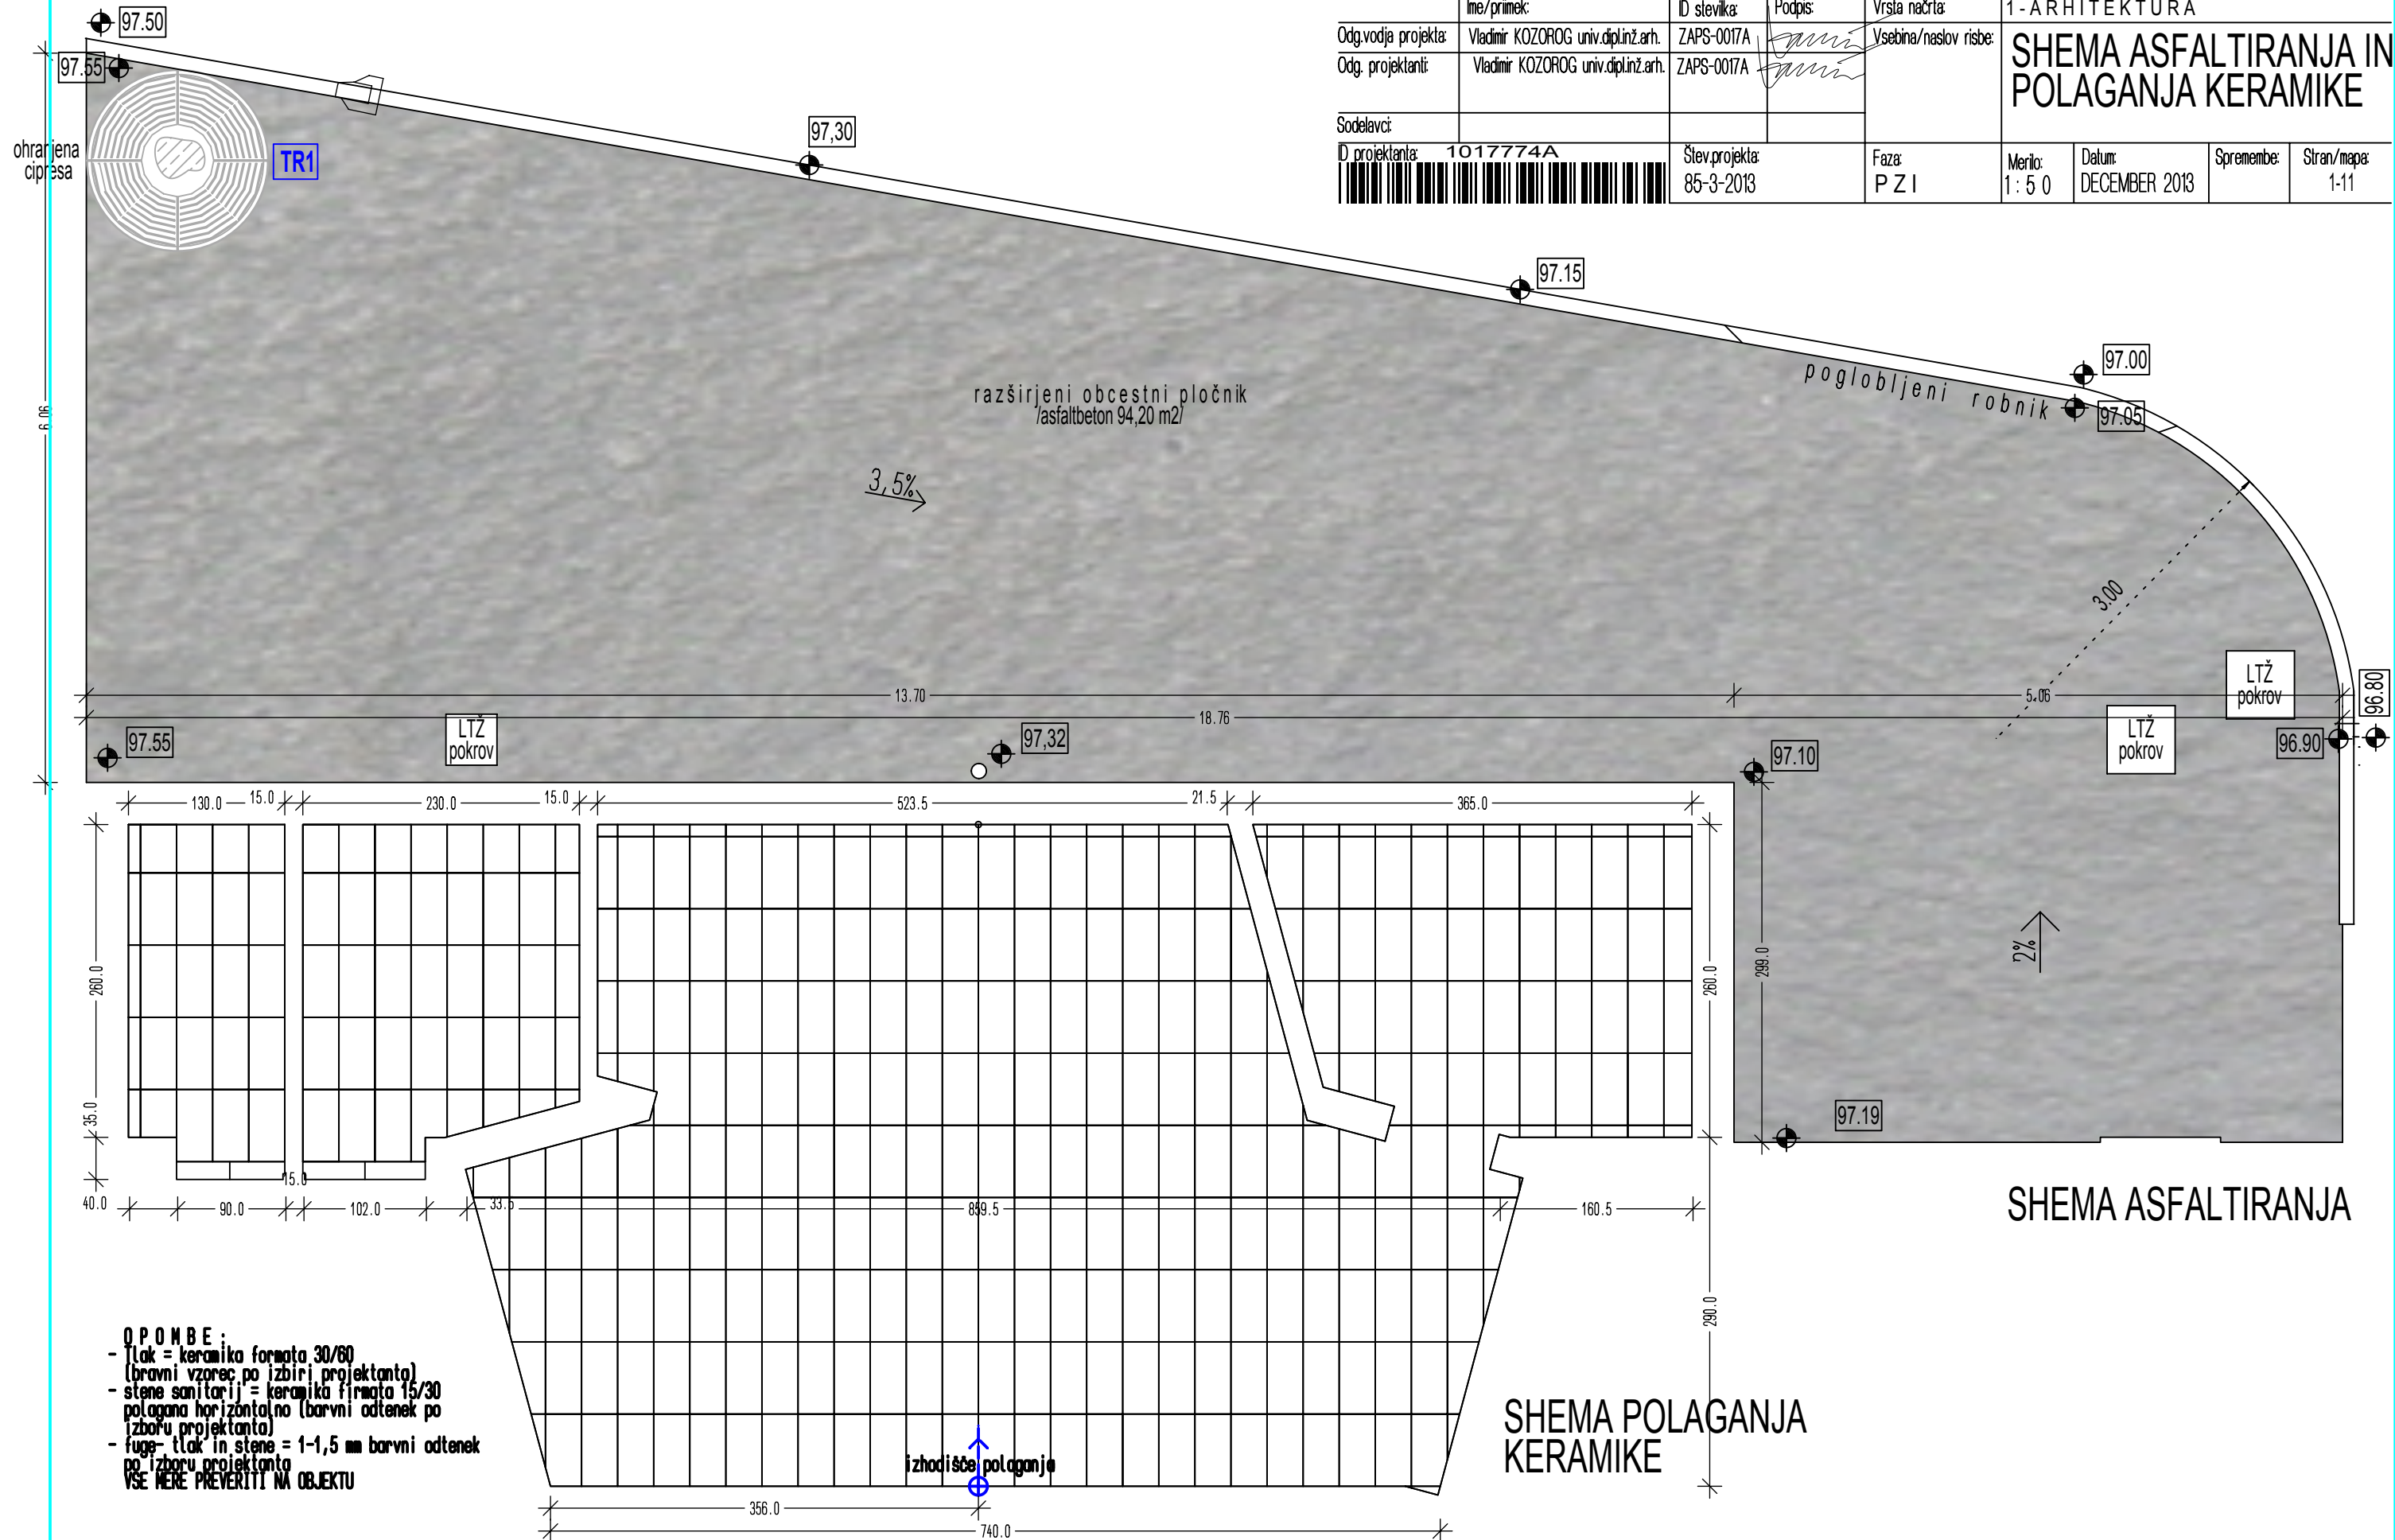 Ime/priimek:
ID stevilka:
Podpis:
Vrsta načrta:
1-ARHITEKTURA
Odg.vodja projekta:
Vladimir KOZOROG univ.dipl.inž.arh.
ZAPS-0017A
Vsebina/naslov risbe:
SHEMA ASFALTIRANJA IN
POLAGANJA KERAMIKE
Odg. projektanti:
Vladimir KOZOROG univ.dipl.inž.arh.
ZAPS-0017A
Sodelavci:
ID projektanta:
1017774A
Štev.projekta:
85-3-2013
Faza:
PZI
Merilo:
1:50
Datum:
DECEMBER 2013
Spremembe:
Stran/mapa:
1-11
97.50
97.55
ohranjena
cipresa
TR1
97,30
97.15
97.00
97.05
poglobljeni robnik
razširjeni obcestni pločnik
/asfaltbeton 94,20 m2/
3,5%
6.06
3.00
13.70
5.06
18.76
LTŽ
pokrov
LTŽ
pokrov
LTŽ
pokrov
96.80
96.90
97.55
97,32
97.10
130.0
15.0
230.0
15.0
523.5
21.5
365.0
260.0
35.0
260.0
299.0
2%
97.19
15.0
40.0
90.0
102.0
33.5
859.5
160.5
290.0
SHEMA ASFALTIRANJA
OPOMBE:
- Tlak = keramika formata 30/60
(bravni vzorec po izbiri projektanta)
- stene sanitarij = keramika firmata 15/30
polagana horizontalno (barvni odtenek po
izboru projektanta)
- fuge- tlak in stene = 1-1,5 mm barvni odtenek
po izboru projektanta
VSE MERE PREVERITI NA OBJEKTU
izhodišče polaganja
SHEMA POLAGANJA
KERAMIKE
356.0
740.0